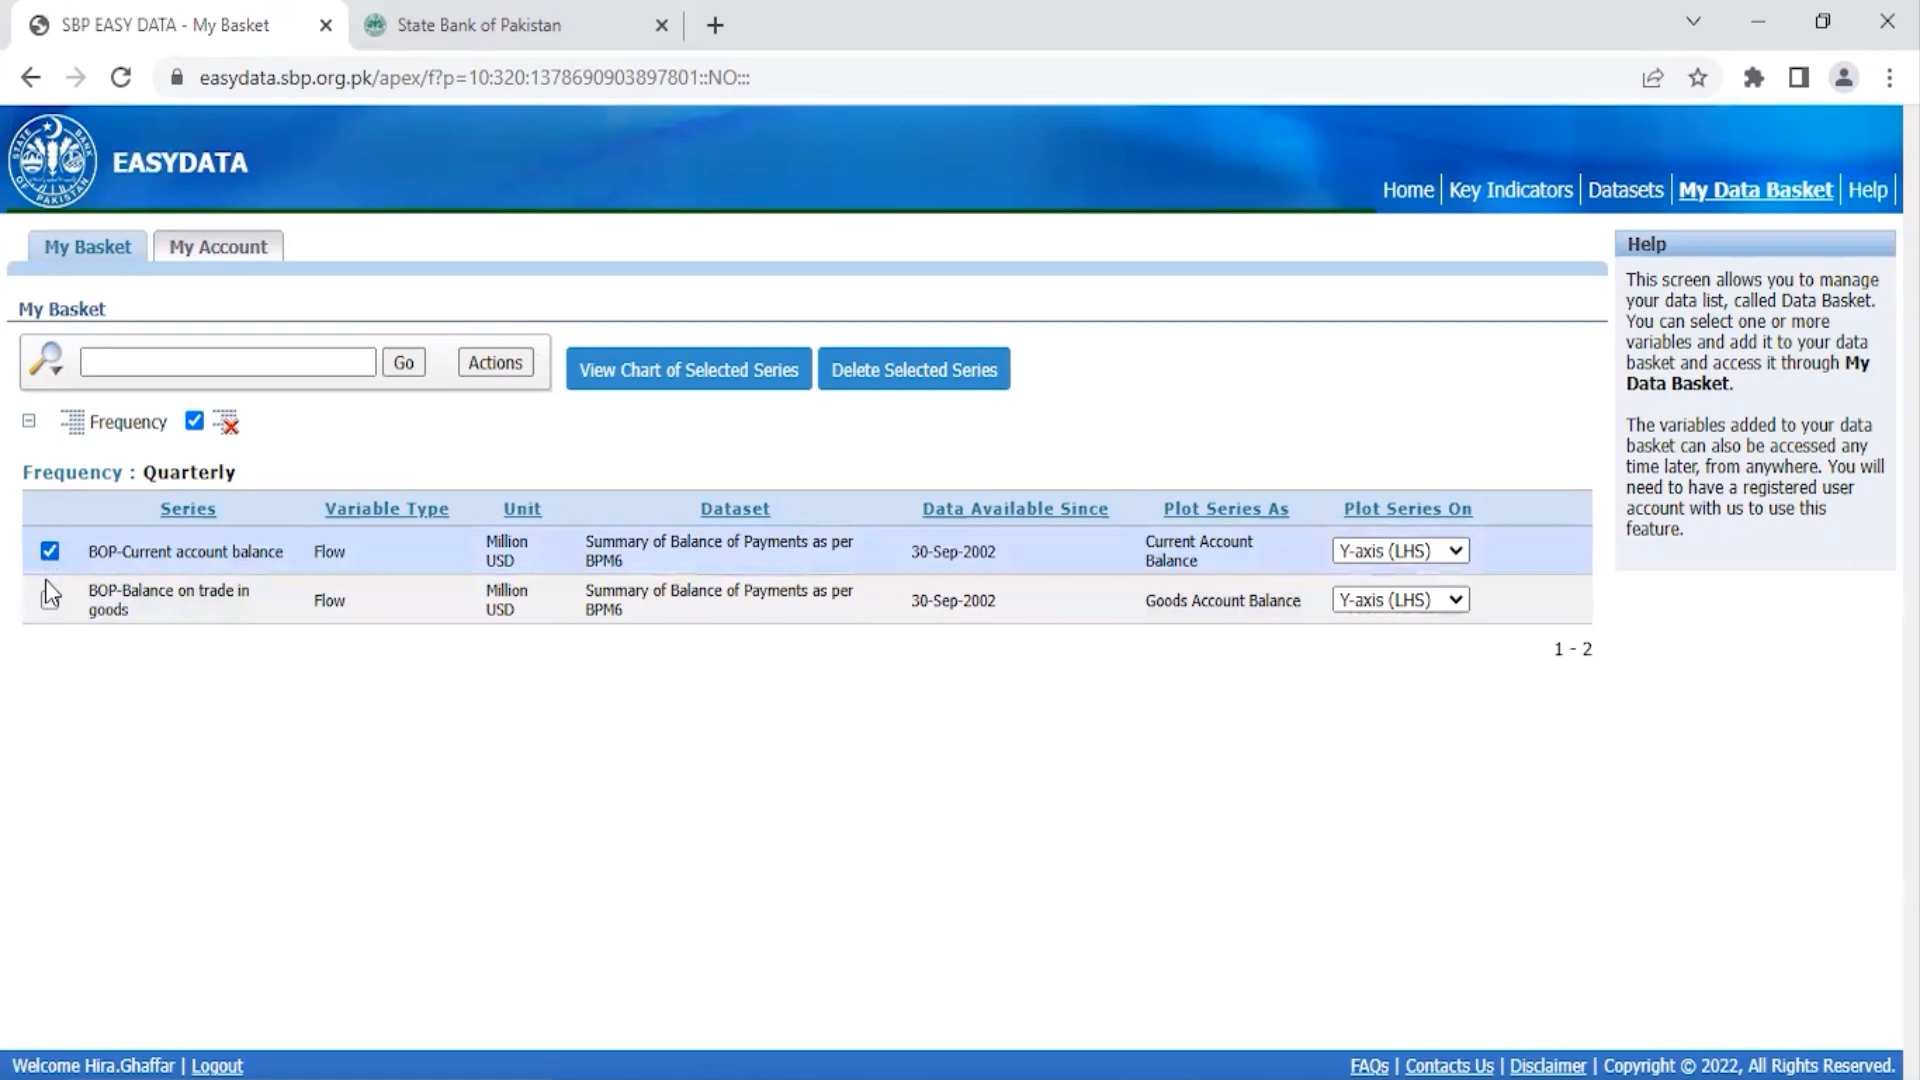 SBP EASY DATA - My Basket
State Bank of Pakistan
easydata.sbp.org.pk/apex/f?p=10:320:1378690903897801::NO:::
EASYDATA
Home
Key Indicators
Datasets
My Data Basket
Help
My Basket
My Account
My Basket
Go
Actions
View Chart of Selected Series
Delete Selected Series
Frequency
Frequency : Quarterly
Series Variable Type Unit Dataset Data Available Since Plot Series As Plot Series On
BOP-Current account balance Flow Million USD Summary of Balance of Payments as per BPM6 30-Sep-2002 Current Account Balance Y-axis (LHS)
BOP-Balance on trade in goods Flow Million USD Summary of Balance of Payments as per BPM6 30-Sep-2002 Goods Account Balance Y-axis (LHS)
1 - 2
Help
This screen allows you to manage
your data list, called Data Basket.
You can select one or more
variables and add it to your data
basket and access it through My
Data Basket.
The variables added to your data
basket can also be accessed any
time later, from anywhere. You will
need to have a registered user
account with us to use this
feature.
Welcome Hira.Ghaffar | Logout
FAQs | Contacts Us | Disclaimer | Copyright © 2022, All Rights Reserved.